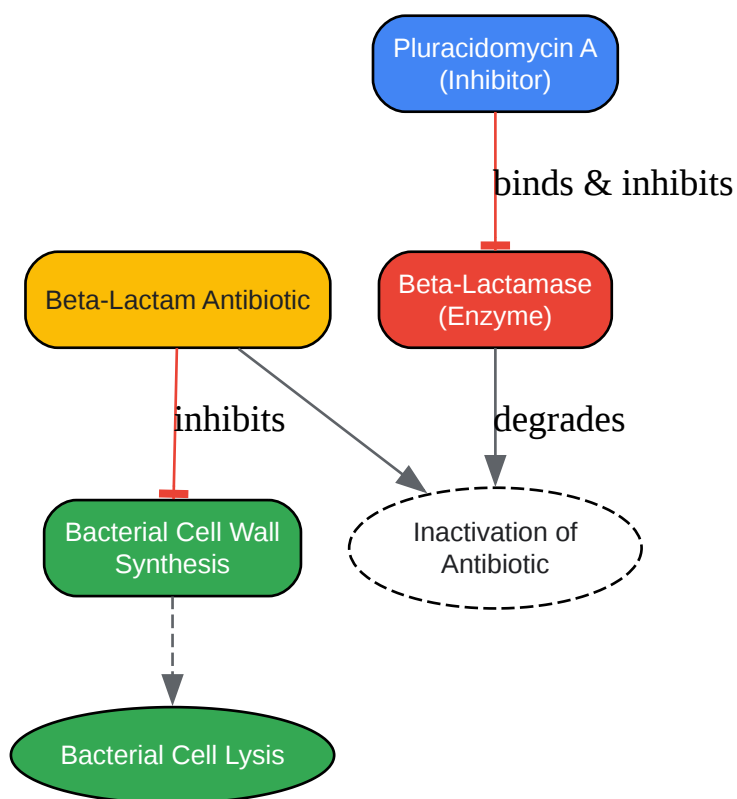 Pluracidomycin A
(Inhibitor)
binds & inhibits
Beta-Lactam Antibiotic
Beta-Lactamase
(Enzyme)
inhibits
degrades
Bacterial Cell Wall
Synthesis
Inactivation of
Antibiotic
Bacterial Cell Lysis